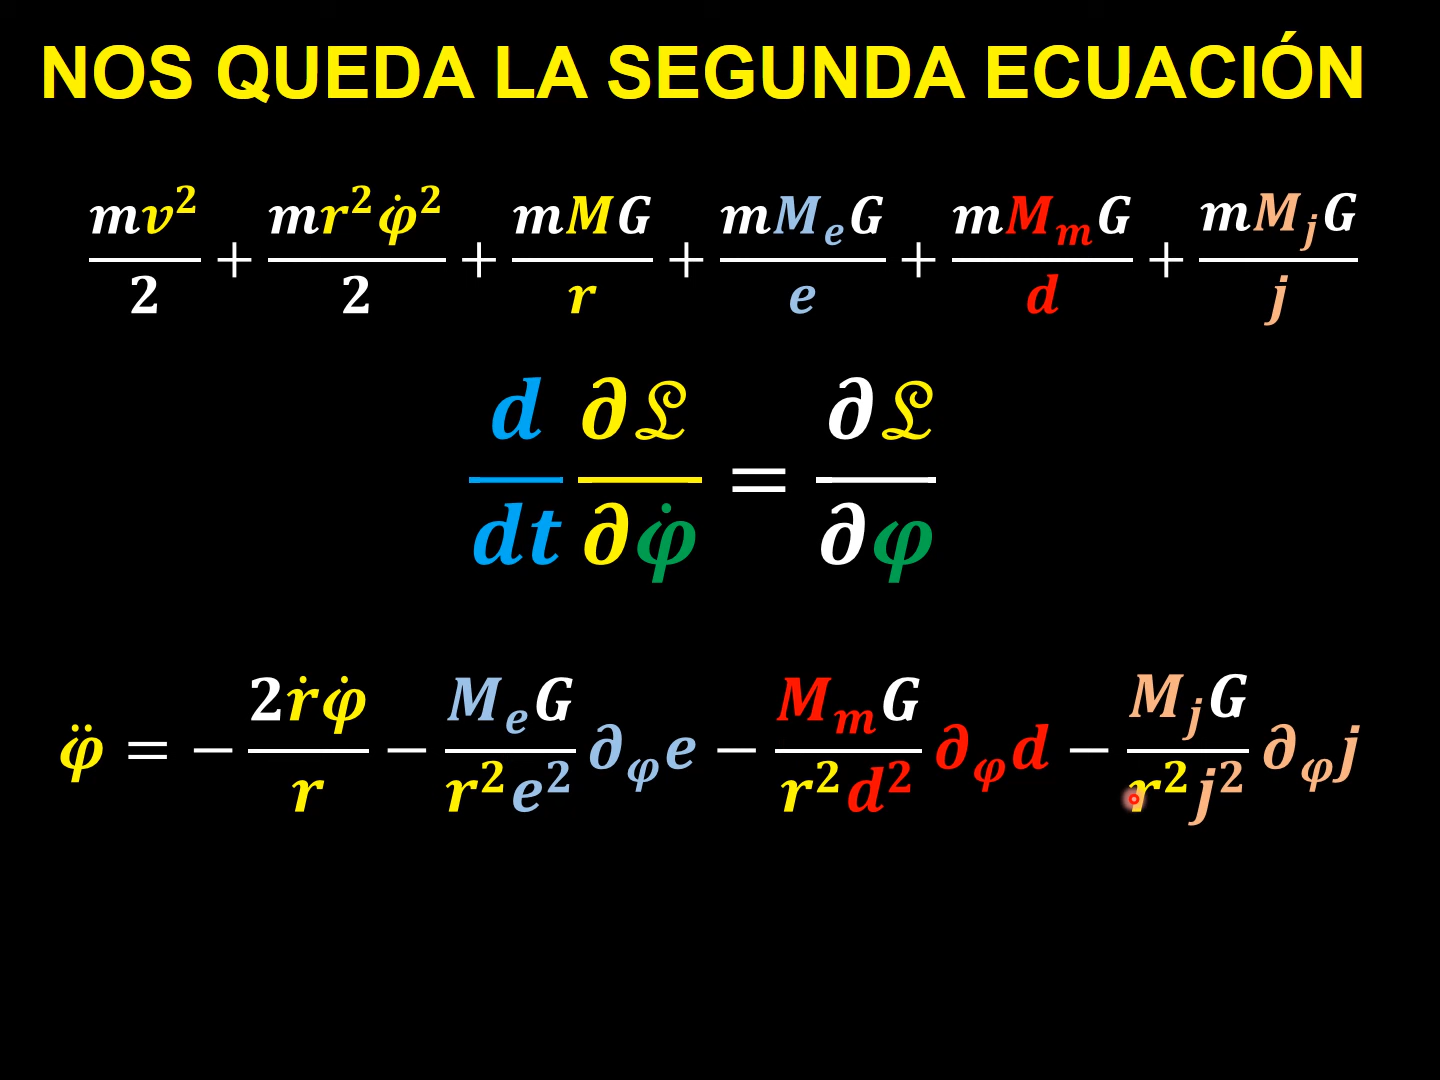 NOS QUEDA LA SEGUNDA ECUACIÓN
mv²/2 + mr²φ̇²/2 + mMG/r + mMₑG/e + mMₘG/d + mMⱼG/j
d/dt ∂ℒ/∂φ̇ = ∂ℒ/∂φ
φ̈ = − 2ṙφ̇/r − MₑG/r²e² ∂ᵩe − MₘG/r²d² ∂ᵩd − MⱼG/r²j² ∂ᵩj